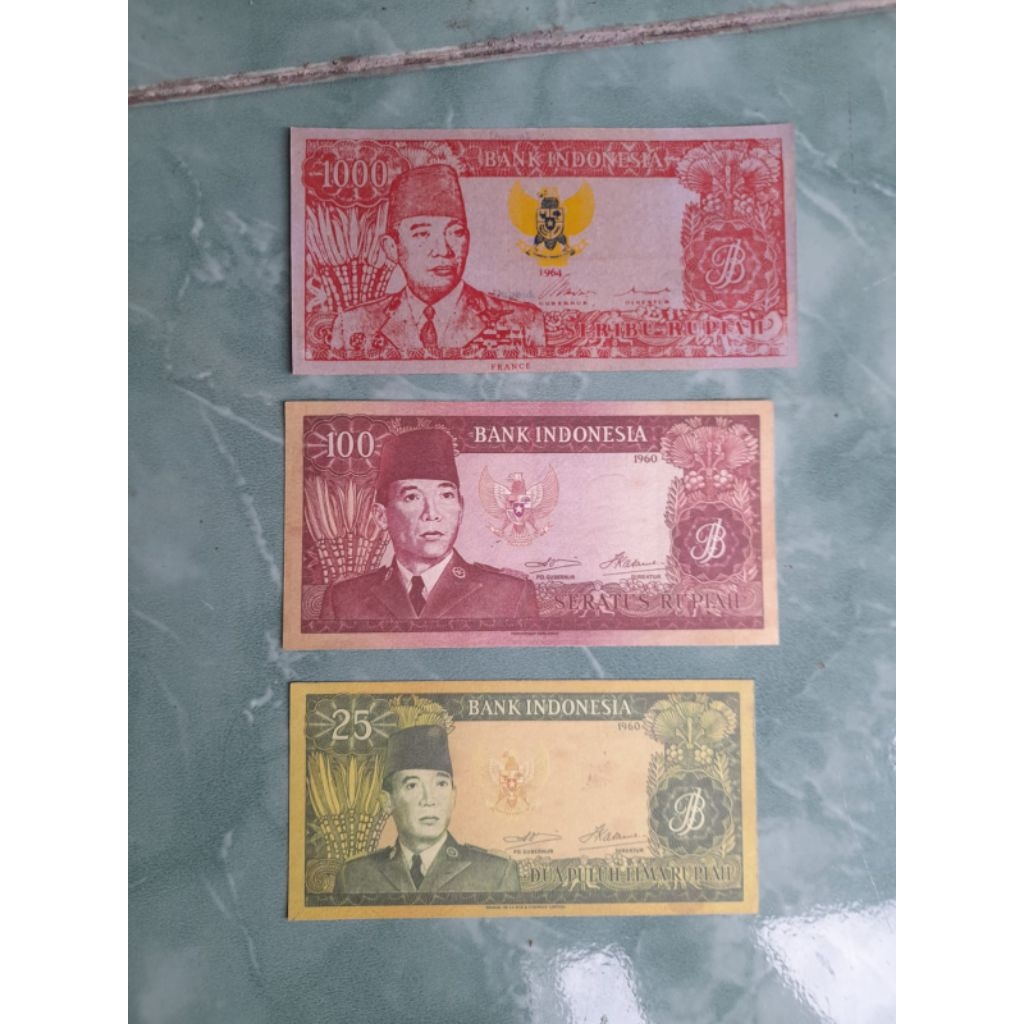 BANK INDONESIA
1000
1964
GUBERNUR DIREKTUR
SERIBU RUPIAH
FRANCE
BANK INDONESIA
100
1960
PD. GUBERNUR DIREKTUR
SERATUS RUPIAH
BANK INDONESIA
25
1960
PD. GUBERNUR DIREKTUR
DUA PULUH LIMA RUPIAH